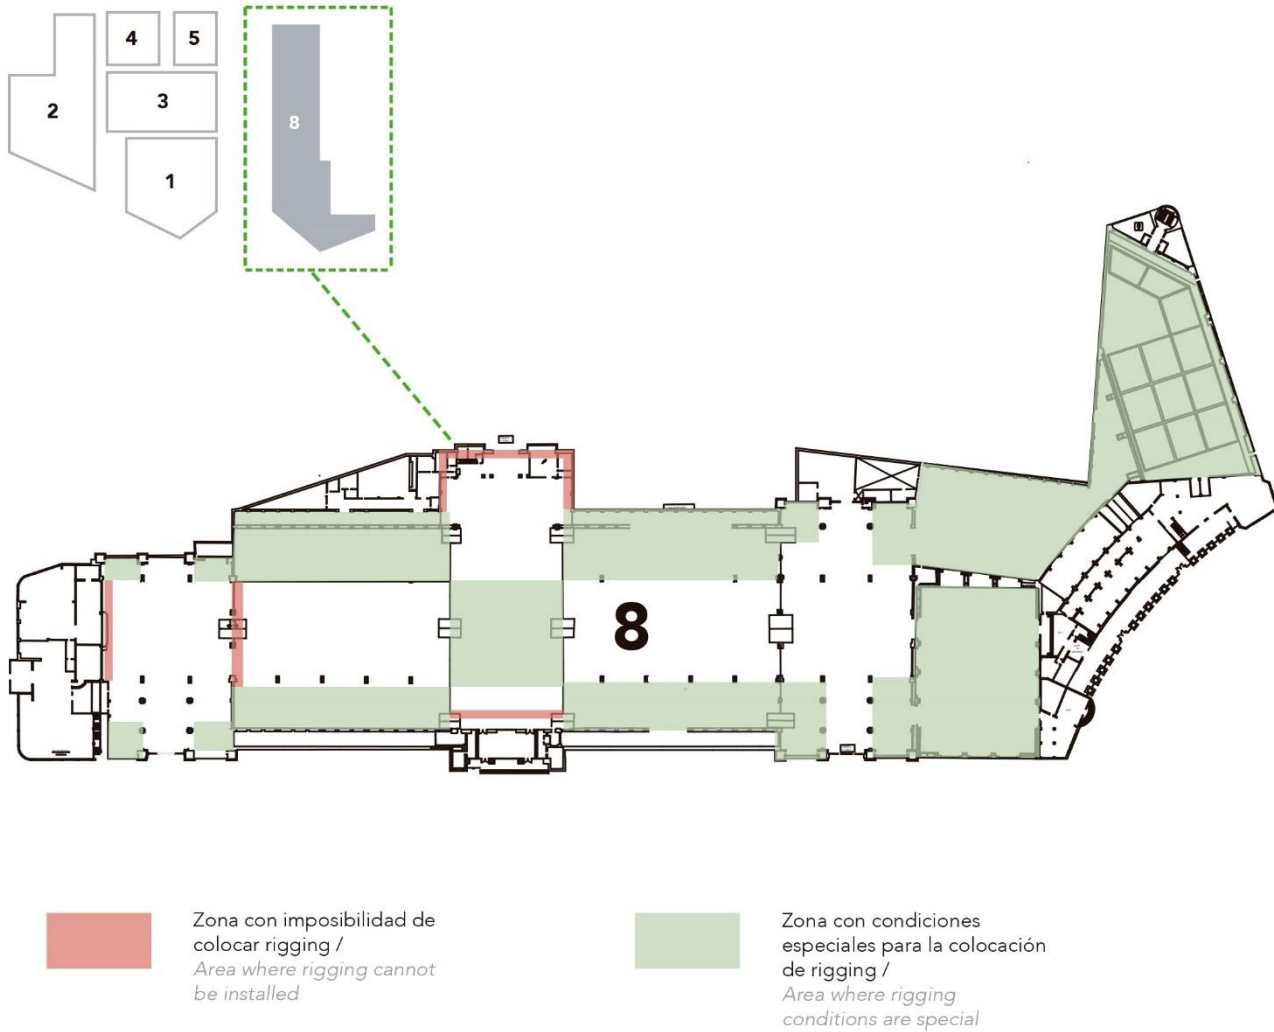 4
5
2
3
8
1
8
Zona con imposibilidad de
colocar rigging /
Area where rigging cannot
be installed
Zona con condiciones
especiales para la colocación
de rigging /
Area where rigging
conditions are special